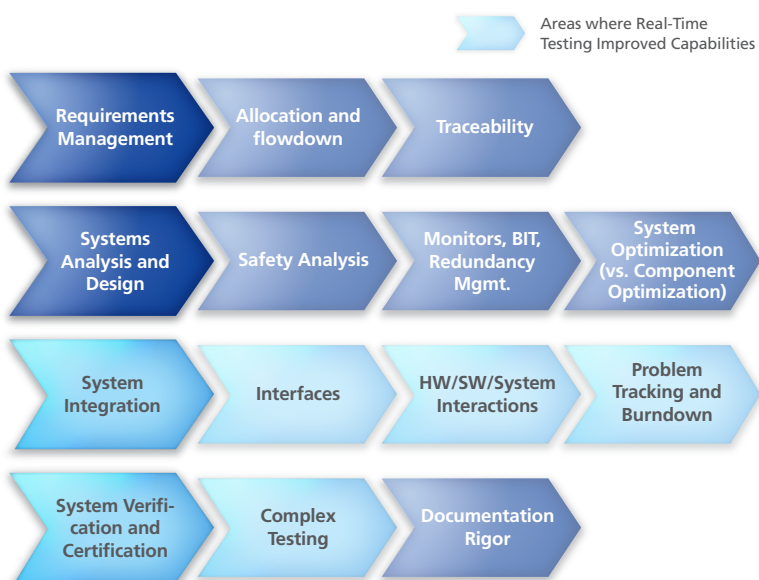 Areas where Real-Time
Testing Improved Capabilities
Requirements
Management
Allocation and
flowdown
Traceability
Systems
Analysis and
Design
Safety Analysis
Monitors, BIT,
Redundancy
Mgmt.
System
Optimization
(vs. Component
Optimization)
System
Integration
Interfaces
HW/SW/System
Interactions
Problem
Tracking and
Burndown
System Verifi-
cation and
Certification
Complex
Testing
Documentation
Rigor